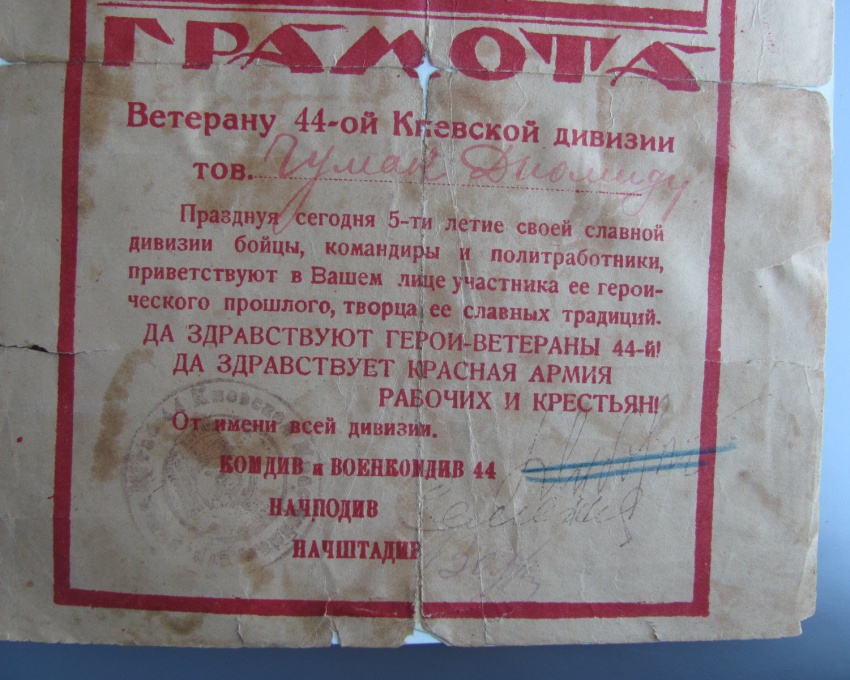 ГРАМОТА
Ветерану 44-ой Киевской дивизии
тов. Чумак Диомиду
Празднуя сегодня 5-ти летие своей славной
дивизии бойцы, командиры и политработники,
приветствуют в Вашем лице участника ее герои-
ческого прошлого, творца ее славных традиций.
ДА ЗДРАВСТВУЮТ ГЕРОИ-ВЕТЕРАНЫ 44-й!
ДА ЗДРАВСТВУЕТ КРАСНАЯ АРМИЯ
РАБОЧИХ И КРЕСТЬЯН!
От имени всей дивизии.
КОМДИВ и ВОЕНКОМДИВ 44
НАЧПОДИВ
НАЧШТАДИВ